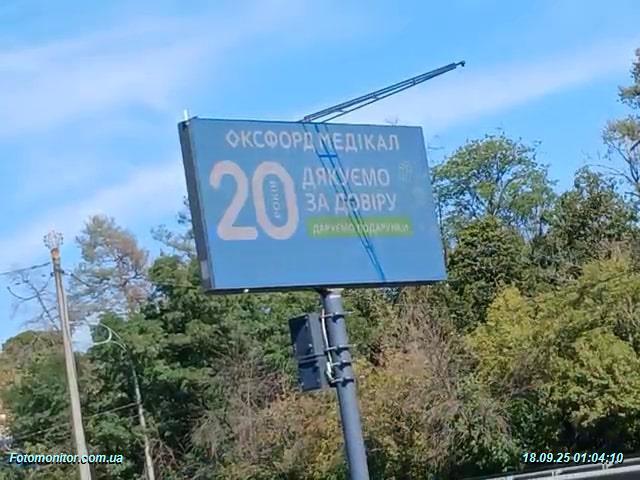 ОКСФОРД МЕДІКАЛ
20
РОКІВ
ДЯКУЄМО
ЗА ДОВІРУ
ДАРУЄМО ПОДАРУНКИ
Fotomonitor.com.ua
18.09.25 01:04:10